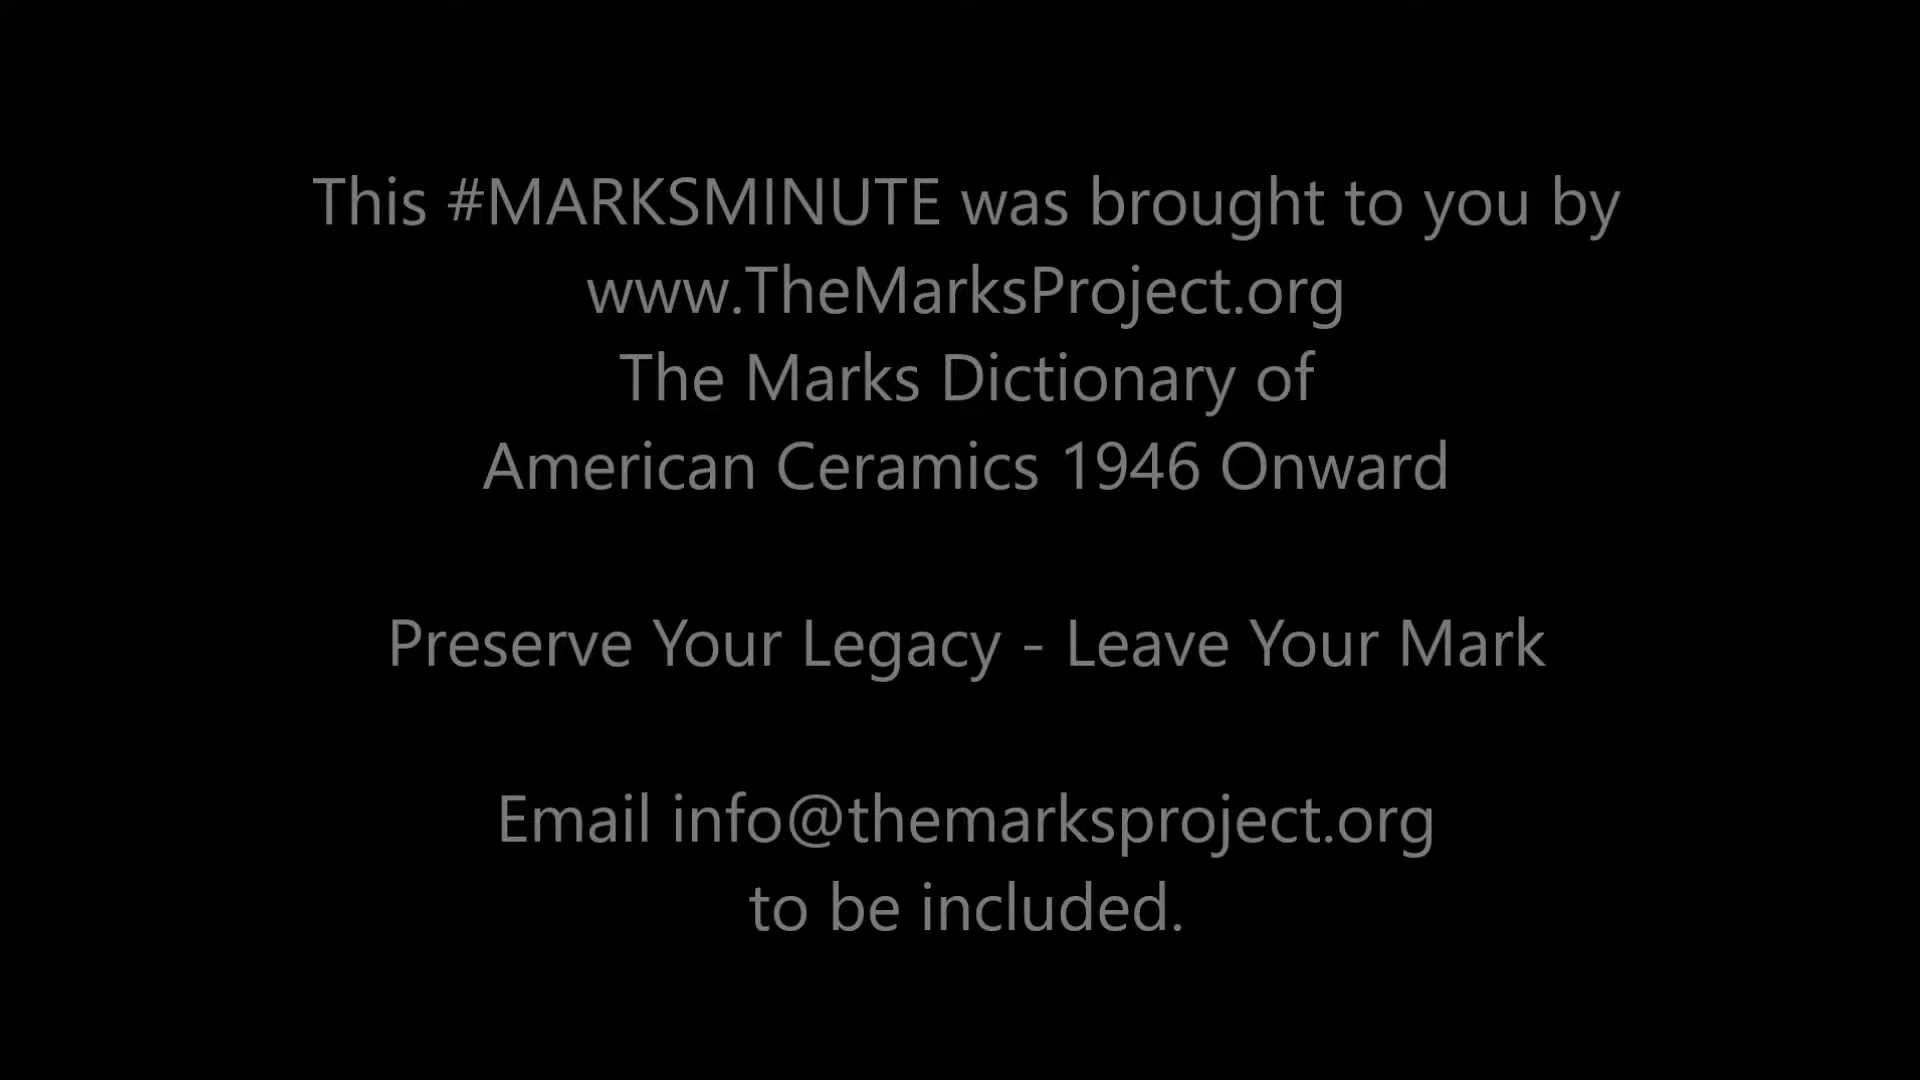 This #MARKSMINUTE was brought to you by
www.TheMarksProject.org
The Marks Dictionary of
American Ceramics 1946 Onward
Preserve Your Legacy - Leave Your Mark
Email info@themarksproject.org
to be included.